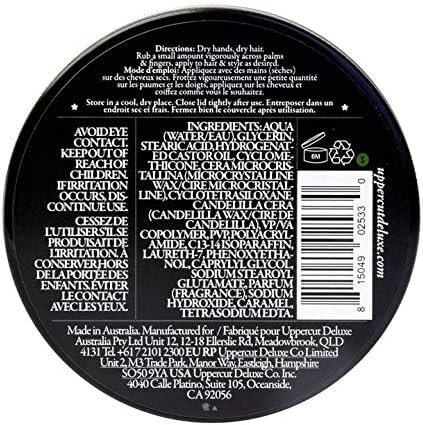 Directions: Dry hands, dry hair.
Rub a small amount vigorously across palms
& fingers, apply to hair & style as desired.
Mode d'emploi: Appliquez avec des mains (sèches)
sur des cheveux secs. Frottez vigoureusement une petite quantité
sur les paumes et les doigts, appliquez sur les cheveux et
coiffez comme vous le souhaitez.
Store in a cool, dry place. Close lid tightly after use. Entreposer dans un
endroit sec et frais. Fermez bien le couvercle après utilisation.
AVOID EYE
CONTACT.
KEEP OUT OF
REACH OF
CHILDREN.
IF IRRITATION
OCCURS, DIS
CONTINUE USE.
CESSEZ DE
L'UTILISER S'IL SE
PRODUISAIT DE
L'IRRITATION. A
CONSERVER HORS
DE LA PORTÉE DES
ENFANTS. ÉVITER
LE CONTACT
AVEC LES YEUX.
INGREDIENTS: AQUA
(WATER/EAU), GLYCERIN,
STEARIC ACID, HYDROGENAT-
ED CASTOR OIL, CYCLOME-
THICONE, CERA MICROCRIS-
TALLINA (MICROCRYSTALLINE
WAX/CIRE MICROCRISTAL-
LINE), CYCLOTETRASILOXANE,
CANDELILLA CERA
(CANDELILLA WAX/CIRE DE
CANDELILLA), VP/VA
COPOLYMER, PVP, POLYACRYL-
AMIDE, C13-14 ISOPARAFFIN,
LAURETH-7, PHENOXYETHA-
NOL, CAPRYLYL GLYCOL,
SODIUM STEAROYL
GLUTAMATE, PARFUM
(FRAGRANCE), SODIUM
HYDROXIDE, CARAMEL,
TETRASODIUM EDTA.
6M
uppercutdeluxe.com
8 15049 02533 0
Made in Australia. Manufactured for / Fabriqué pour Uppercut Deluxe
Australia Pty Ltd Unit 12, 12-18 Ellerslie Rd, Meadowbrook, QLD
4131 Tel. +61 7 2101 2300 EU RP Uppercut Deluxe Co Limited
Unit 2, M3 Trade Park, Manor Way, Eastleigh, Hampshire
SO50 9YA USA Uppercut Deluxe Co. Inc.
4040 Calle Platino, Suite 105, Oceanside,
CA 92056